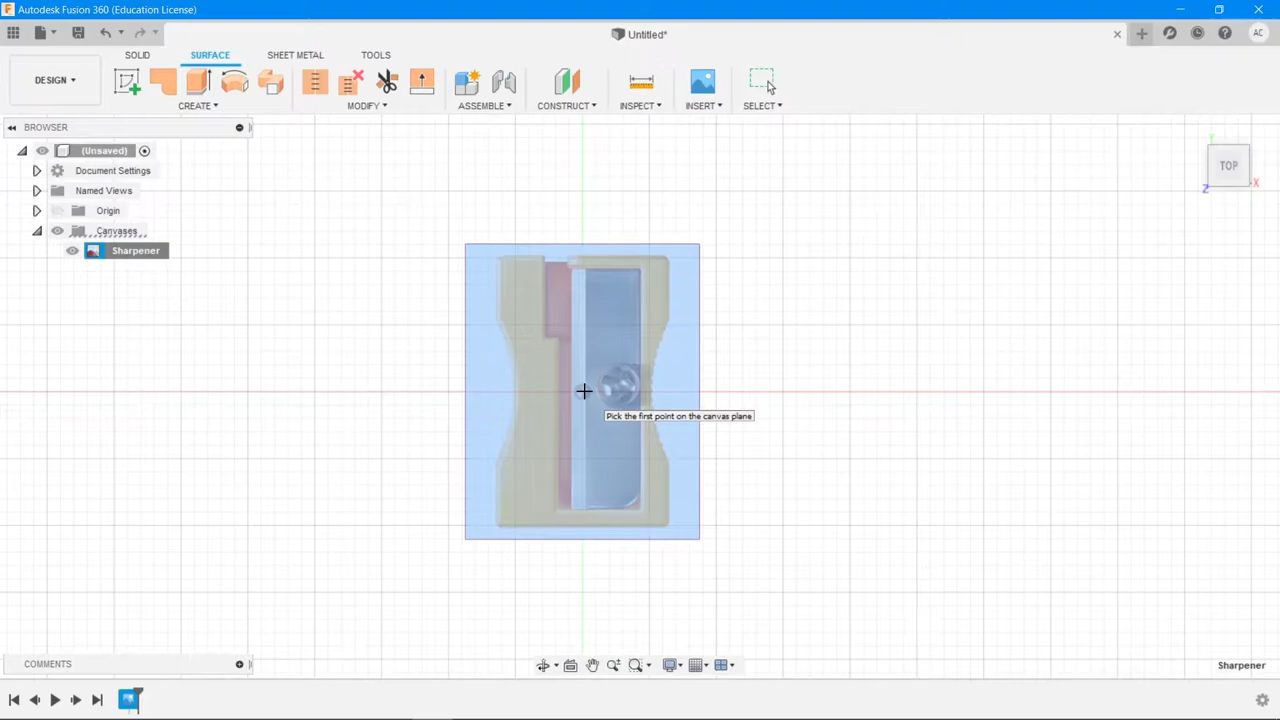 Autodesk Fusion 360 (Education License)
Untitled*
AC
DESIGN
SOLID
SURFACE
SHEET METAL
TOOLS
CREATE
MODIFY
ASSEMBLE
CONSTRUCT
INSPECT
INSERT
SELECT
BROWSER
(Unsaved)
Document Settings
Named Views
Origin
Canvases
Sharpener
TOP
Y
X
Z
Pick the first point on the canvas plane
COMMENTS
Sharpener